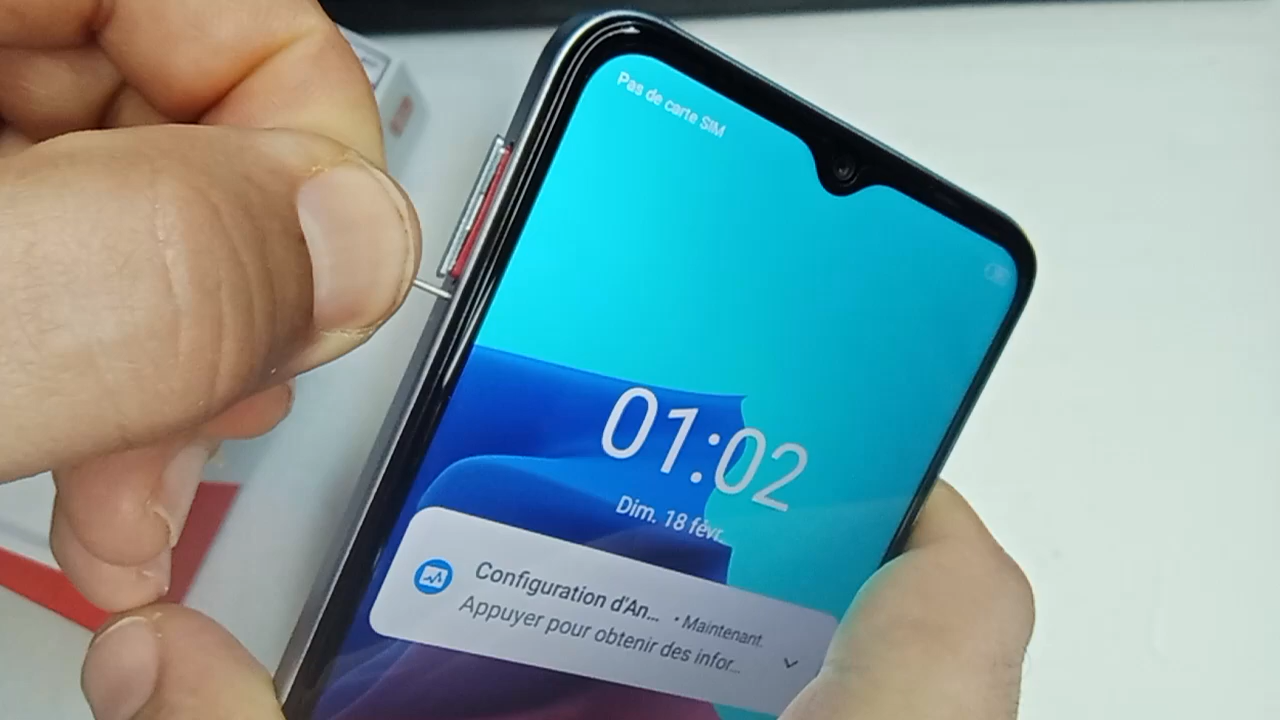 Pas de carte SIM
01:02
Dim. 18 févr.
Configuration d'An... • Maintenant
Appuyer pour obtenir des infor...